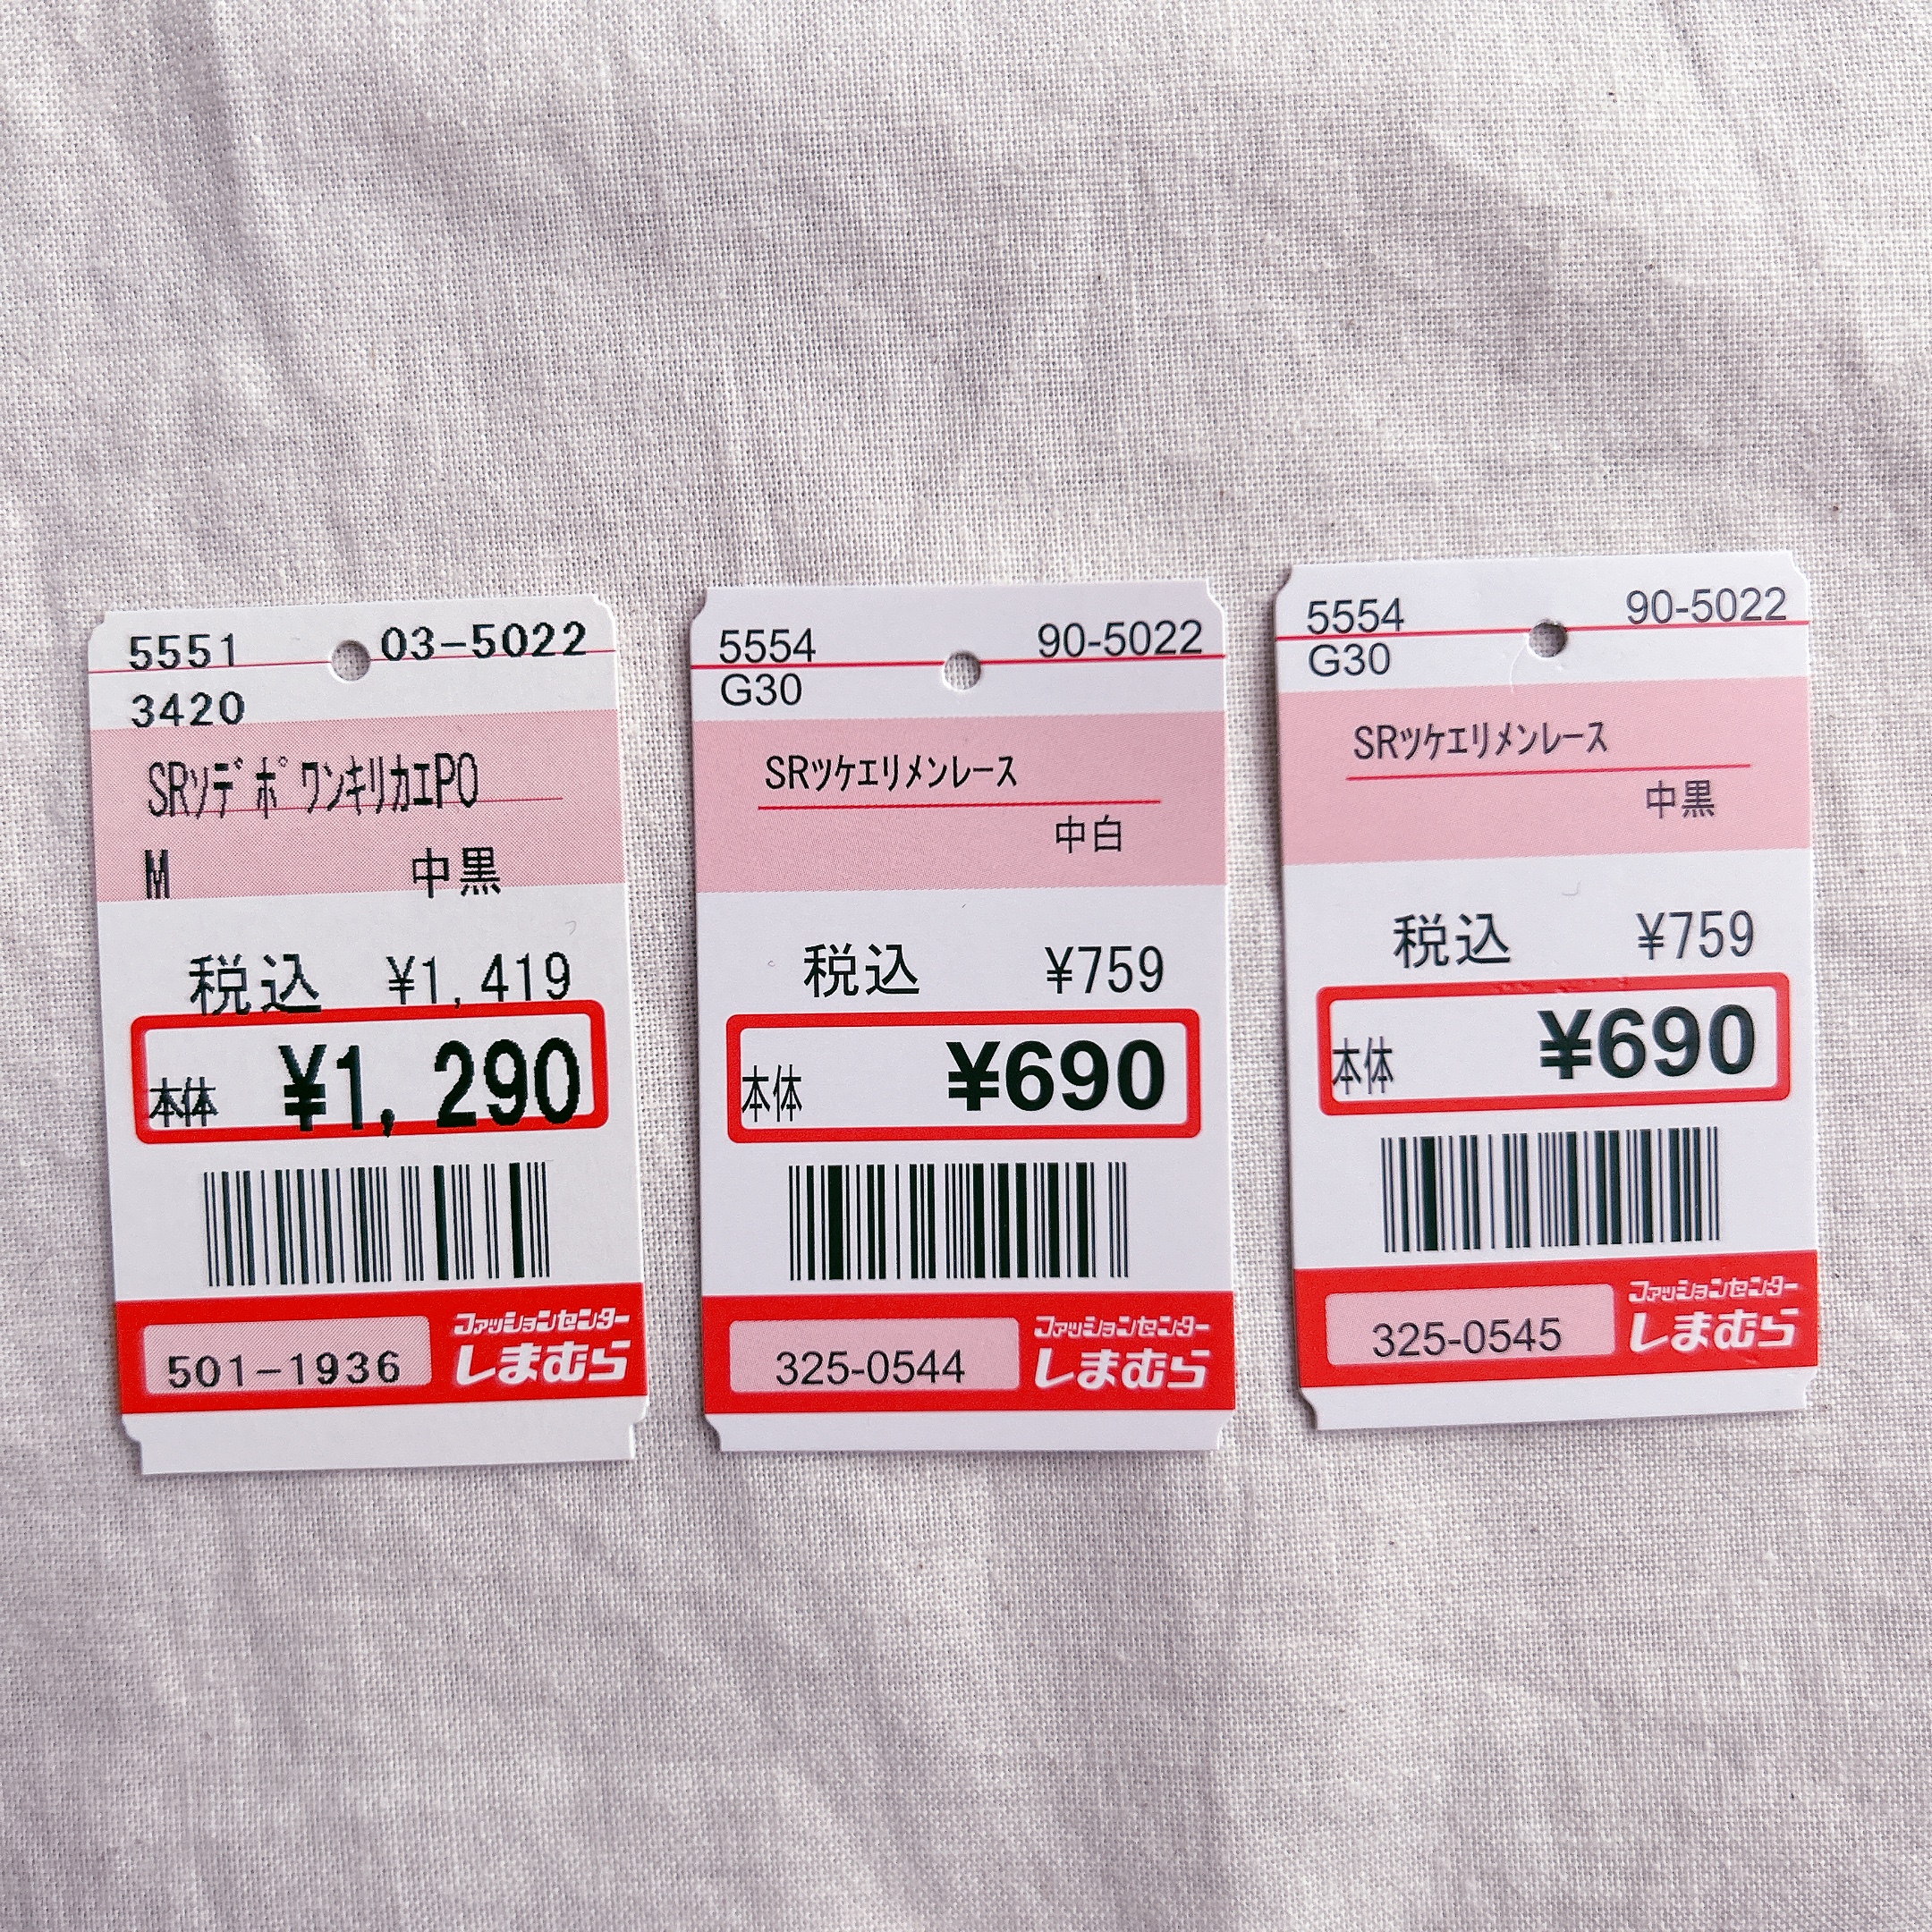 5551 03-5022
3420
SRソデポワンキリカエPO
M 中黒
税込 ¥1,419
本体 ¥1,290
501-1936
ファッションセンター
しまむら
5554 90-5022
G30
SRツケエリメンレース
中白
税込 ¥759
本体 ¥690
325-0544
ファッションセンター
しまむら
5554 90-5022
G30
SRツケエリメンレース
中黒
税込 ¥759
本体 ¥690
325-0545
ファッションセンター
しまむら